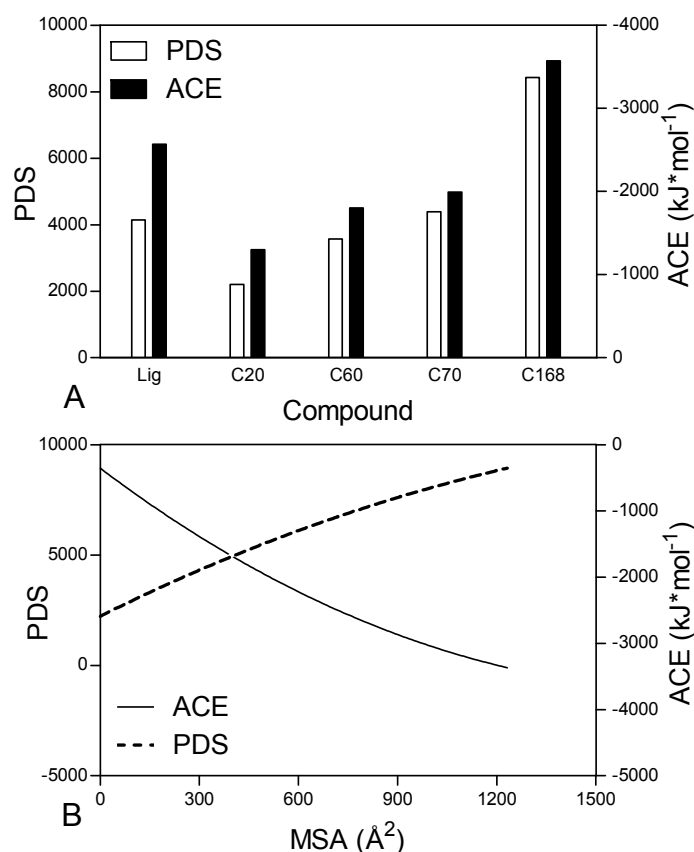 10000
8000
6000
4000
2000
0
PDS
PDS
ACE
-4000
-3000
-2000
-1000
0
ACE (kJ*mol⁻¹)
Lig C20 C60 C70 C168
A
Compound
10000
5000
0
-5000
PDS
ACE
PDS
0
-1000
-2000
-3000
-4000
-5000
ACE (kJ*mol⁻¹)
0 300 600 900 1200 1500
B
MSA (Å²)